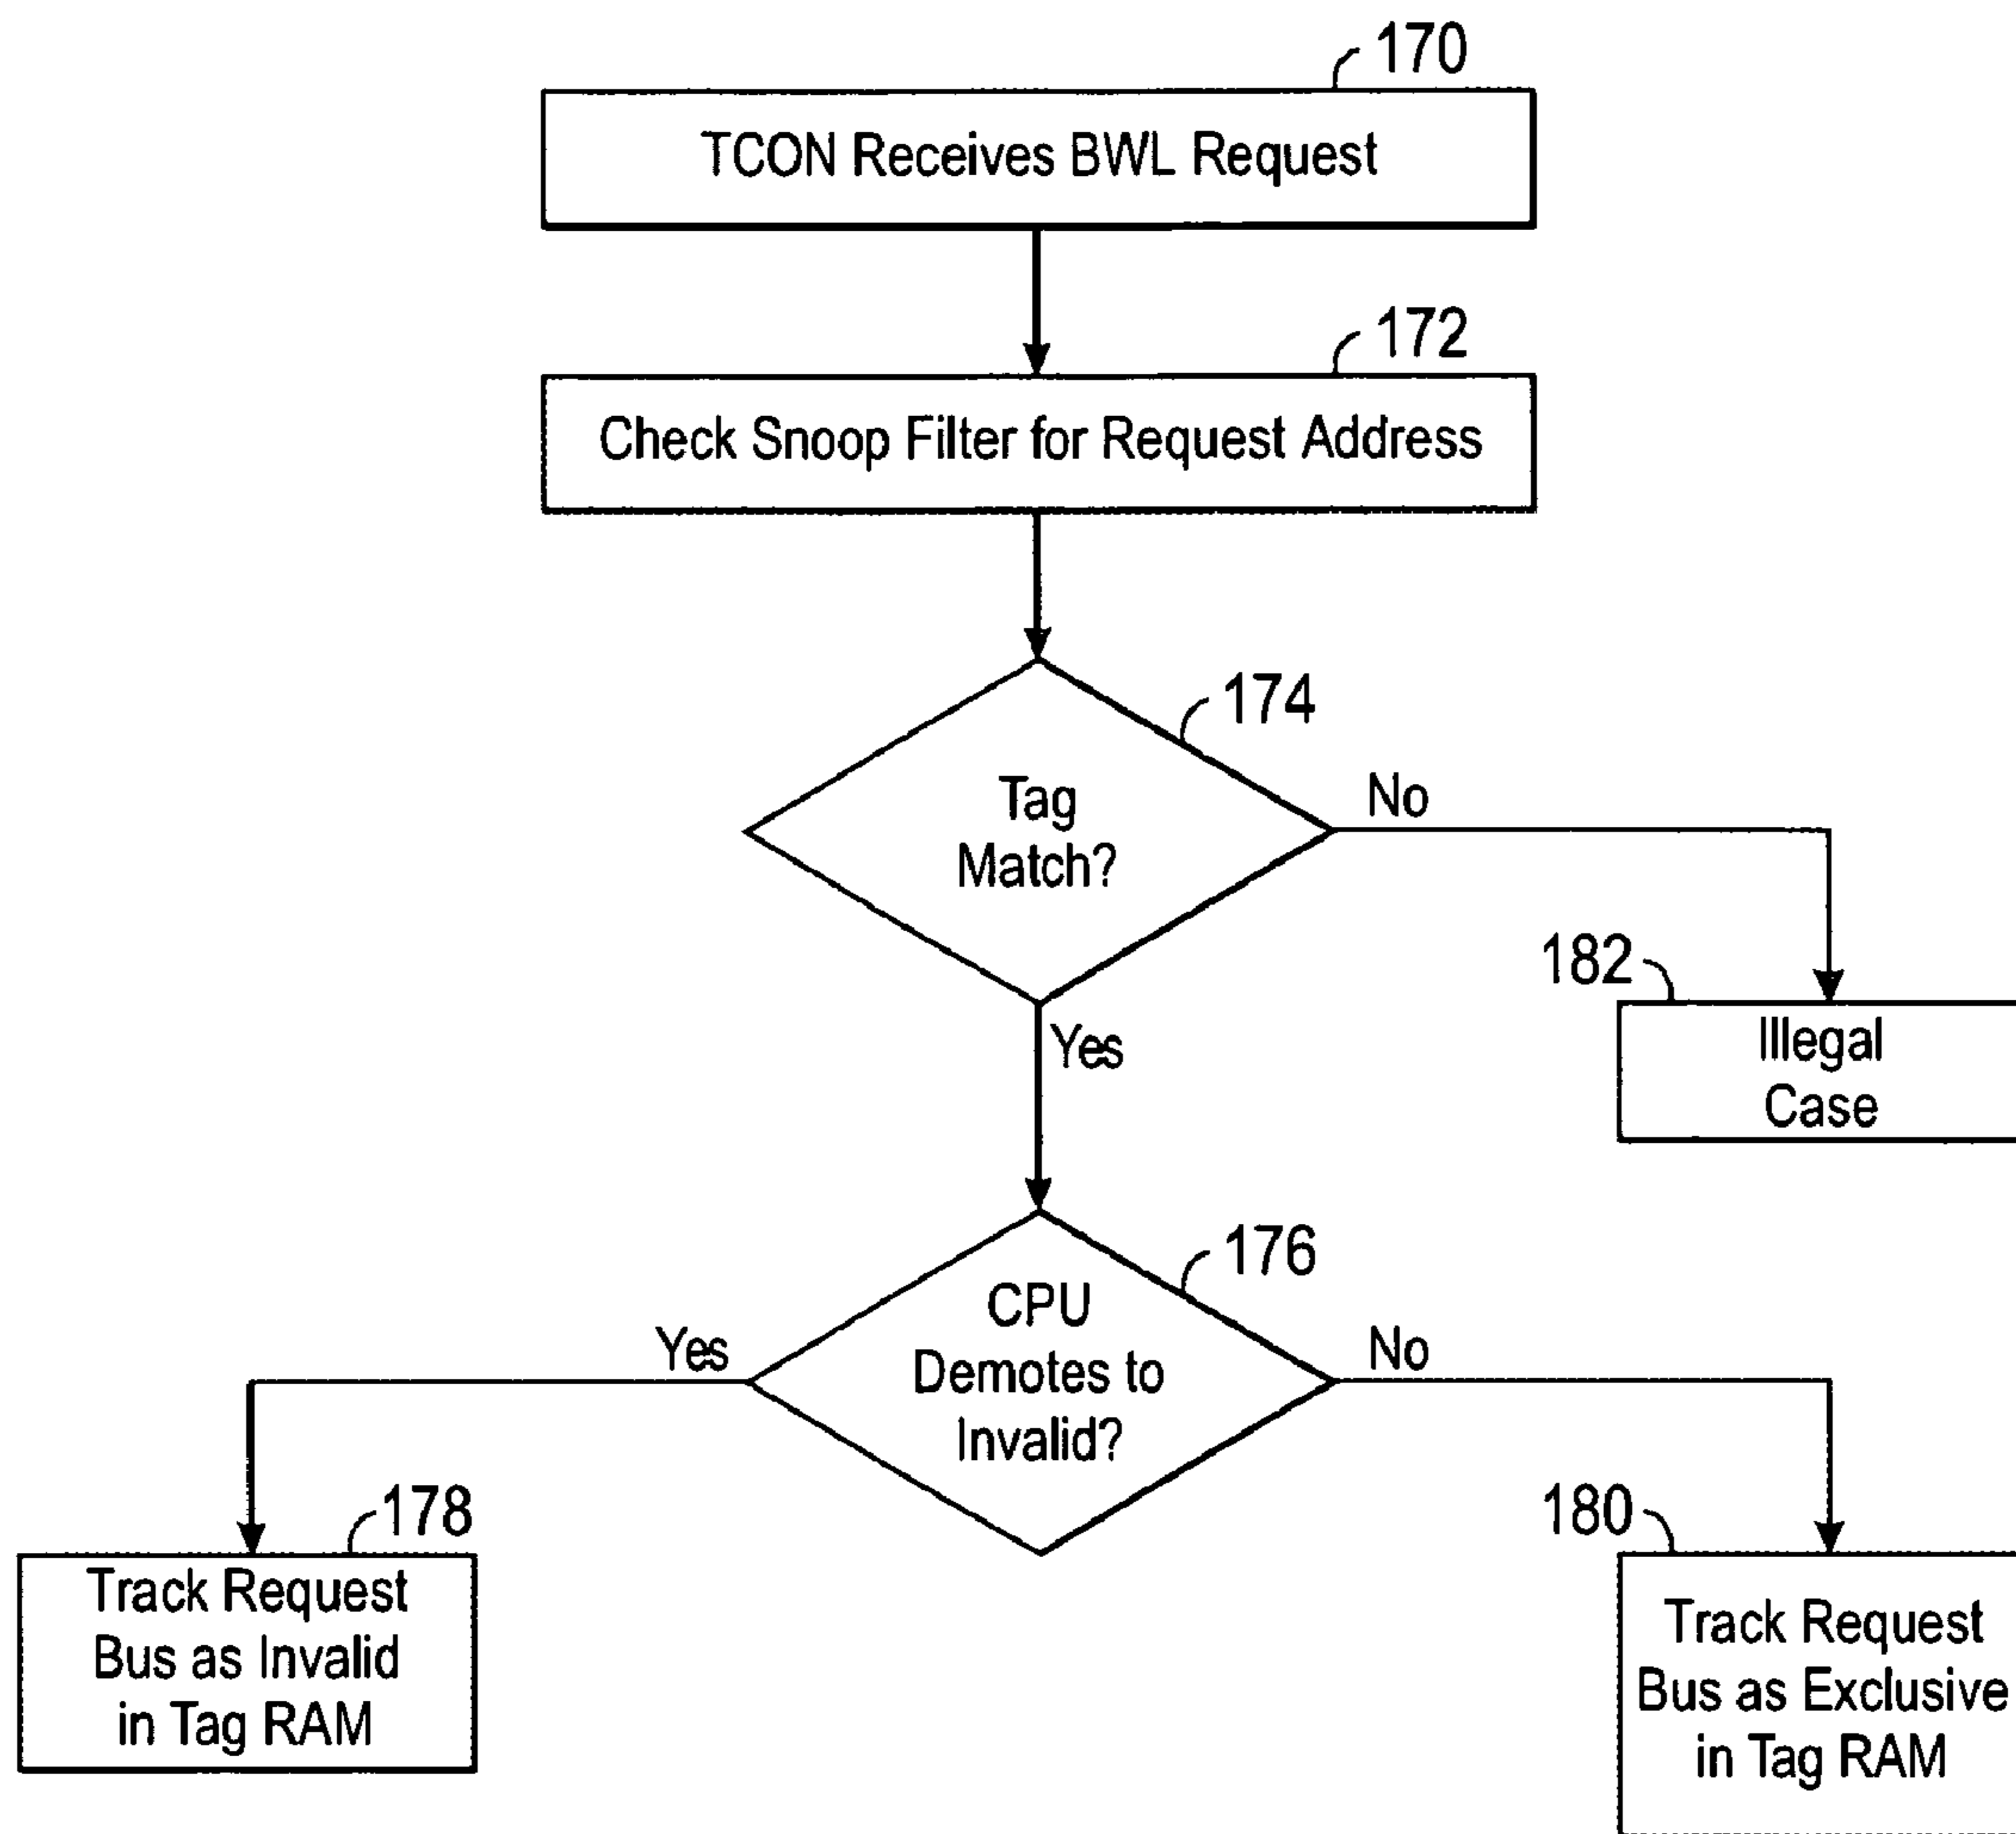 170
TCON Receives BWL Request
172
Check Snoop Filter for Request Address
174
Tag
Match?
No
182
Illegal
Case
Yes
176
CPU
Demotes to
Invalid?
Yes
No
178
Track Request
Bus as Invalid
in Tag RAM
180
Track Request
Bus as Exclusive
in Tag RAM